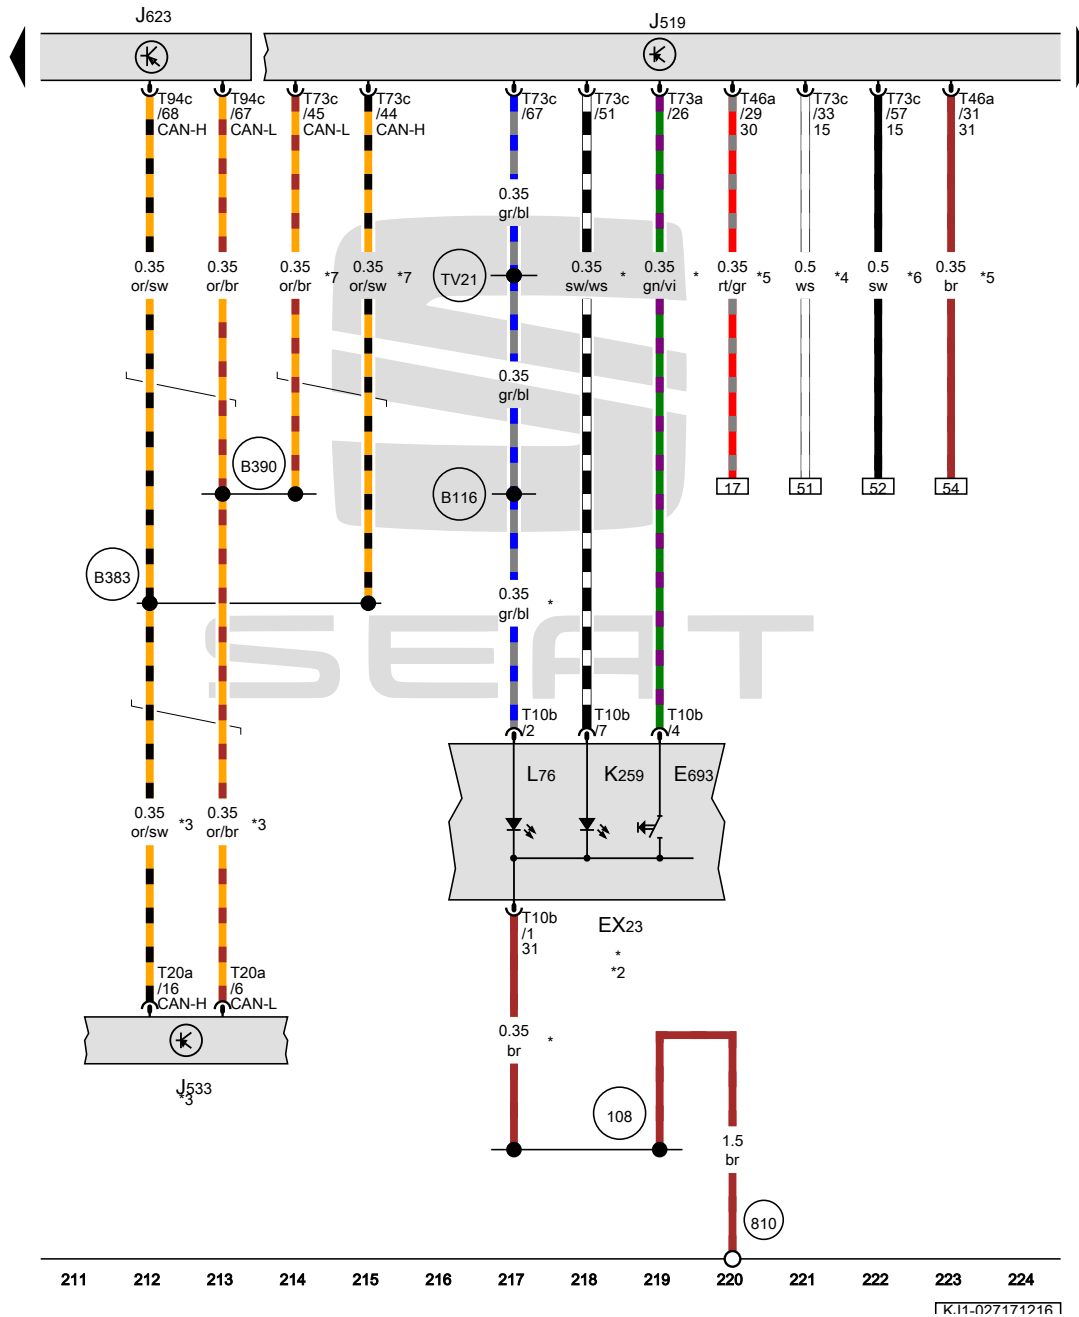 J623
J519
T94c
/68
CAN-H
T94c
/67
CAN-L
T73c
/45
CAN-L
T73c
/44
CAN-H
T73c
/67
T73c
/51
T73a
/26
T46a
/29
30
T73c
/33
15
T73c
/57
15
T46a
/31
31
0.35
gr/bl
TV21
0.35
or/sw
0.35
or/br
0.35
or/br
*7
0.35
or/sw
*7
0.35
sw/ws
*
0.35
gn/vi
*
0.35
rt/gr
*5
0.5
ws
*4
0.5
sw
*6
0.35
br
*5
0.35
gr/bl
B390
B116
17
51
52
54
B383
0.35
gr/bl
*
SEAT
T10b
/2
T10b
/7
T10b
/4
L76
K259
E693
0.35
or/sw
*3
0.35
or/br
*3
T10b
/1
31
EX23
*
*2
T20a
/16
CAN-H
T20a
/6
CAN-L
J533
*3
0.35
br
*
108
1.5
br
810
211 212 213 214 215 216 217 218 219 220 221 222 223 224
KJ1-027171216